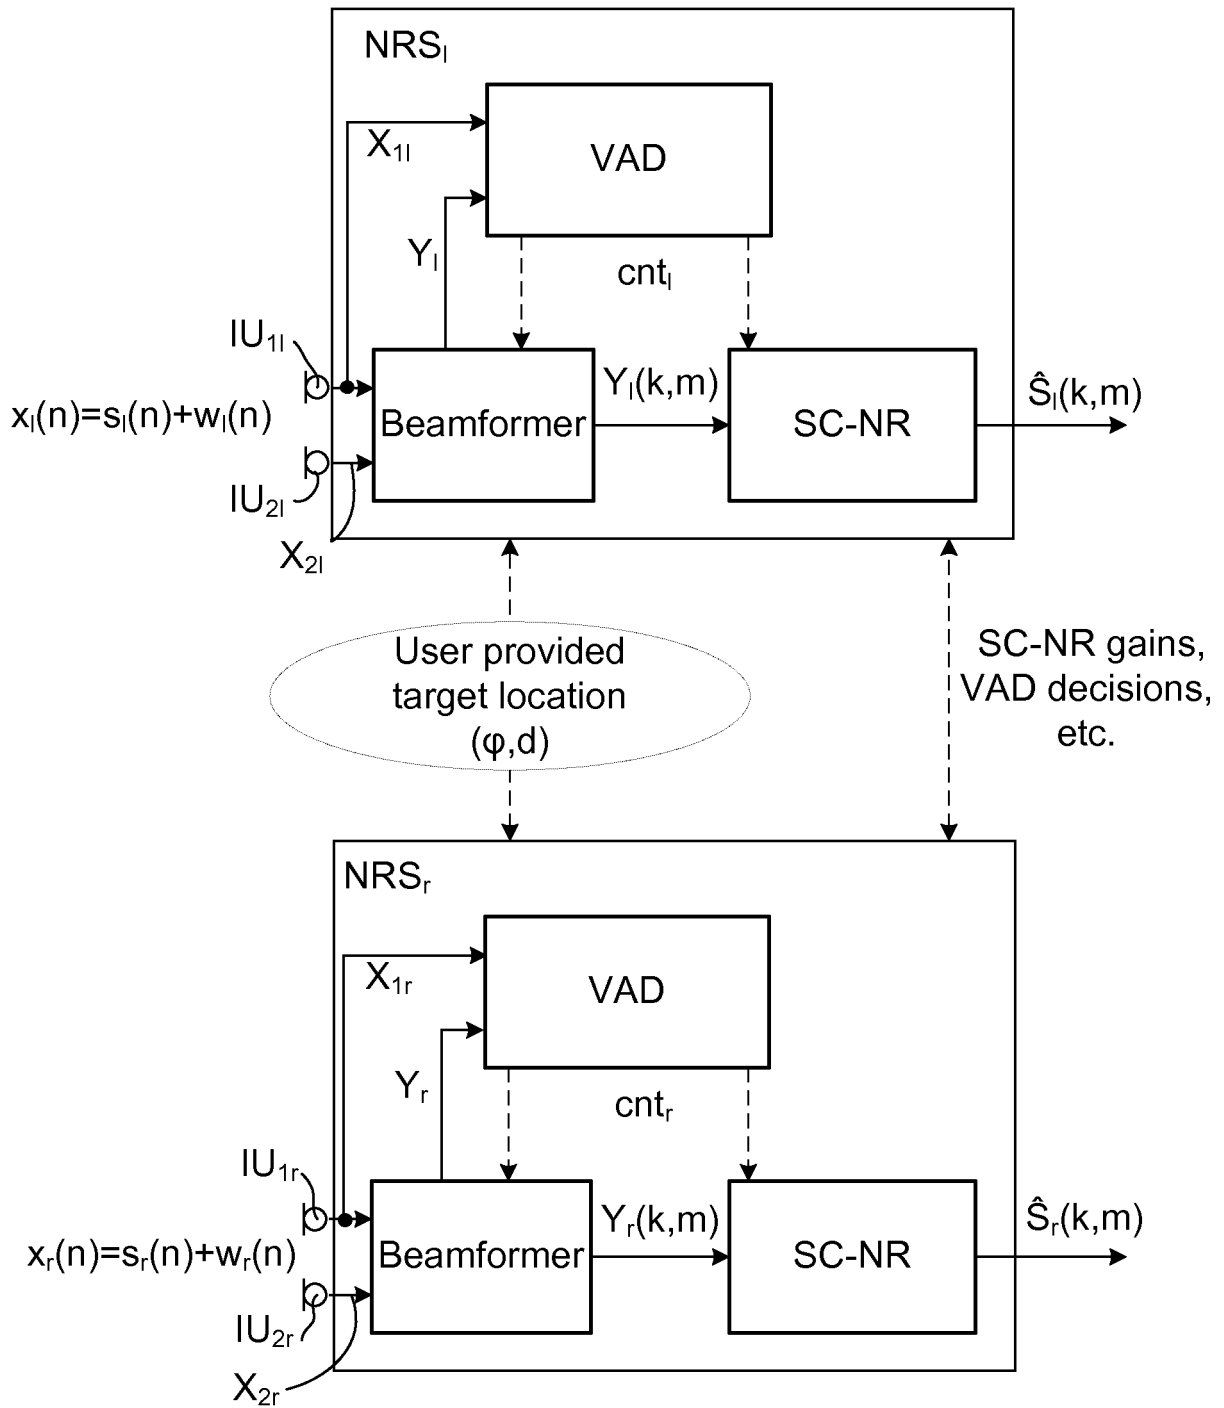 NRSₗ
VAD
X₁ₗ
Yₗ
cntₗ
IU₁ₗ
xₗ(n)=sₗ(n)+wₗ(n)
Beamformer
Yₗ(k,m)
SC-NR
Ŝₗ(k,m)
IU₂ₗ
X₂ₗ
User provided
target location
(φ,d)
SC-NR gains,
VAD decisions,
etc.
NRSᵣ
VAD
X₁ᵣ
Yᵣ
cntᵣ
IU₁ᵣ
xᵣ(n)=sᵣ(n)+wᵣ(n)
Beamformer
Yᵣ(k,m)
SC-NR
Ŝᵣ(k,m)
IU₂ᵣ
X₂ᵣ